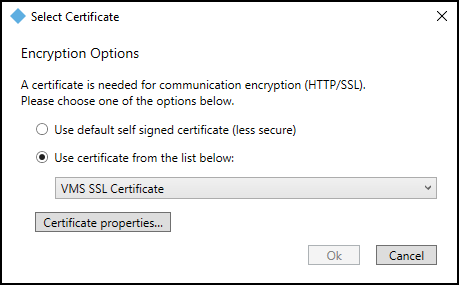 Select Certificate
Encryption Options
A certificate is needed for communication encryption (HTTP/SSL).
Please choose one of the options below.
Use default self signed certificate (less secure)
Use certificate from the list below:
VMS SSL Certificate
Certificate properties...
Ok
Cancel